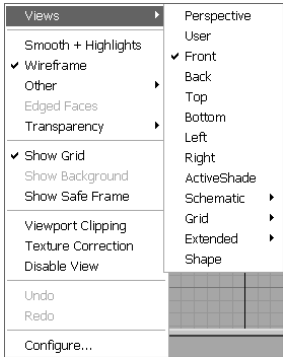 Views
Smooth + Highlights
Wireframe
Other
Edged Faces
Transparency
Show Grid
Show Background
Show Safe Frame
Viewport Clipping
Texture Correction
Disable View
Undo
Redo
Configure...
Perspective
User
Front
Back
Top
Bottom
Left
Right
ActiveShade
Schematic
Grid
Extended
Shape